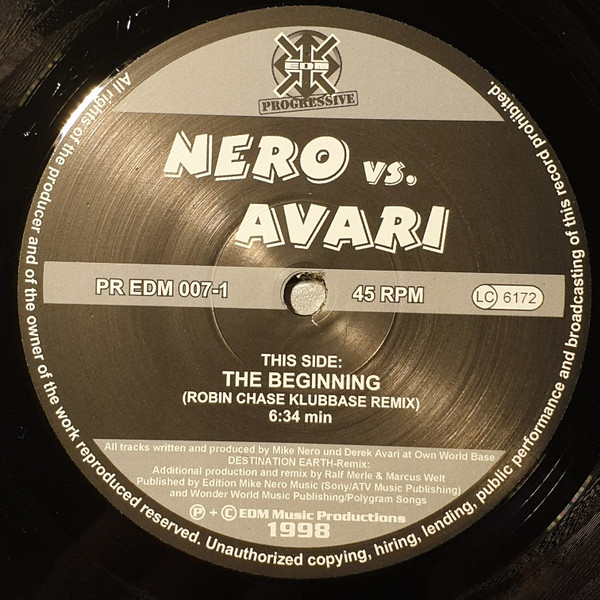 EDM
PROGRESSIVE
NERO vs.
AVARI
PR EDM 007-1
45 RPM
LC 6172
THIS SIDE:
THE BEGINNING
(ROBIN CHASE KLUBBASE REMIX)
6:34 min
All tracks written and produced by Mike Nero und Derek Avari at Own World Base
DESTINATION EARTH-Remix:
Additional production and remix by Ralf Merle & Marcus Welt
Published by Edition Mike Nero Music (Sony/ATV Music Publishing)
and Wonder World Music Publishing/Polygram Songs
Ⓟ + Ⓒ EDM Music Productions
1998
All rights of the producer and of the owner of the work reproduced reserved. Unauthorized copying, hiring, lending, public performance and broadcasting of this record prohibited.